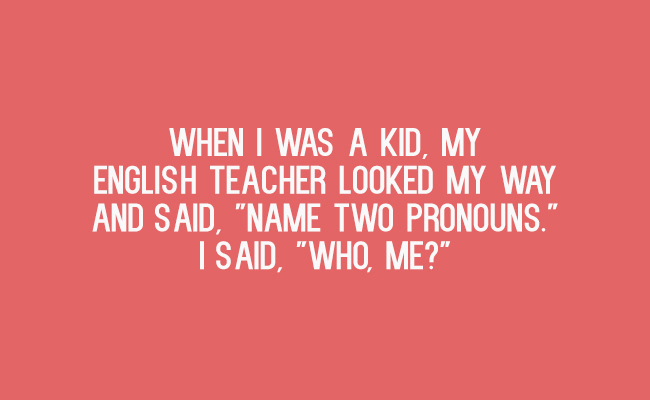 WHEN I WAS A KID, MY
ENGLISH TEACHER LOOKED MY WAY
AND SAID, "NAME TWO PRONOUNS."
I SAID, "WHO, ME?"